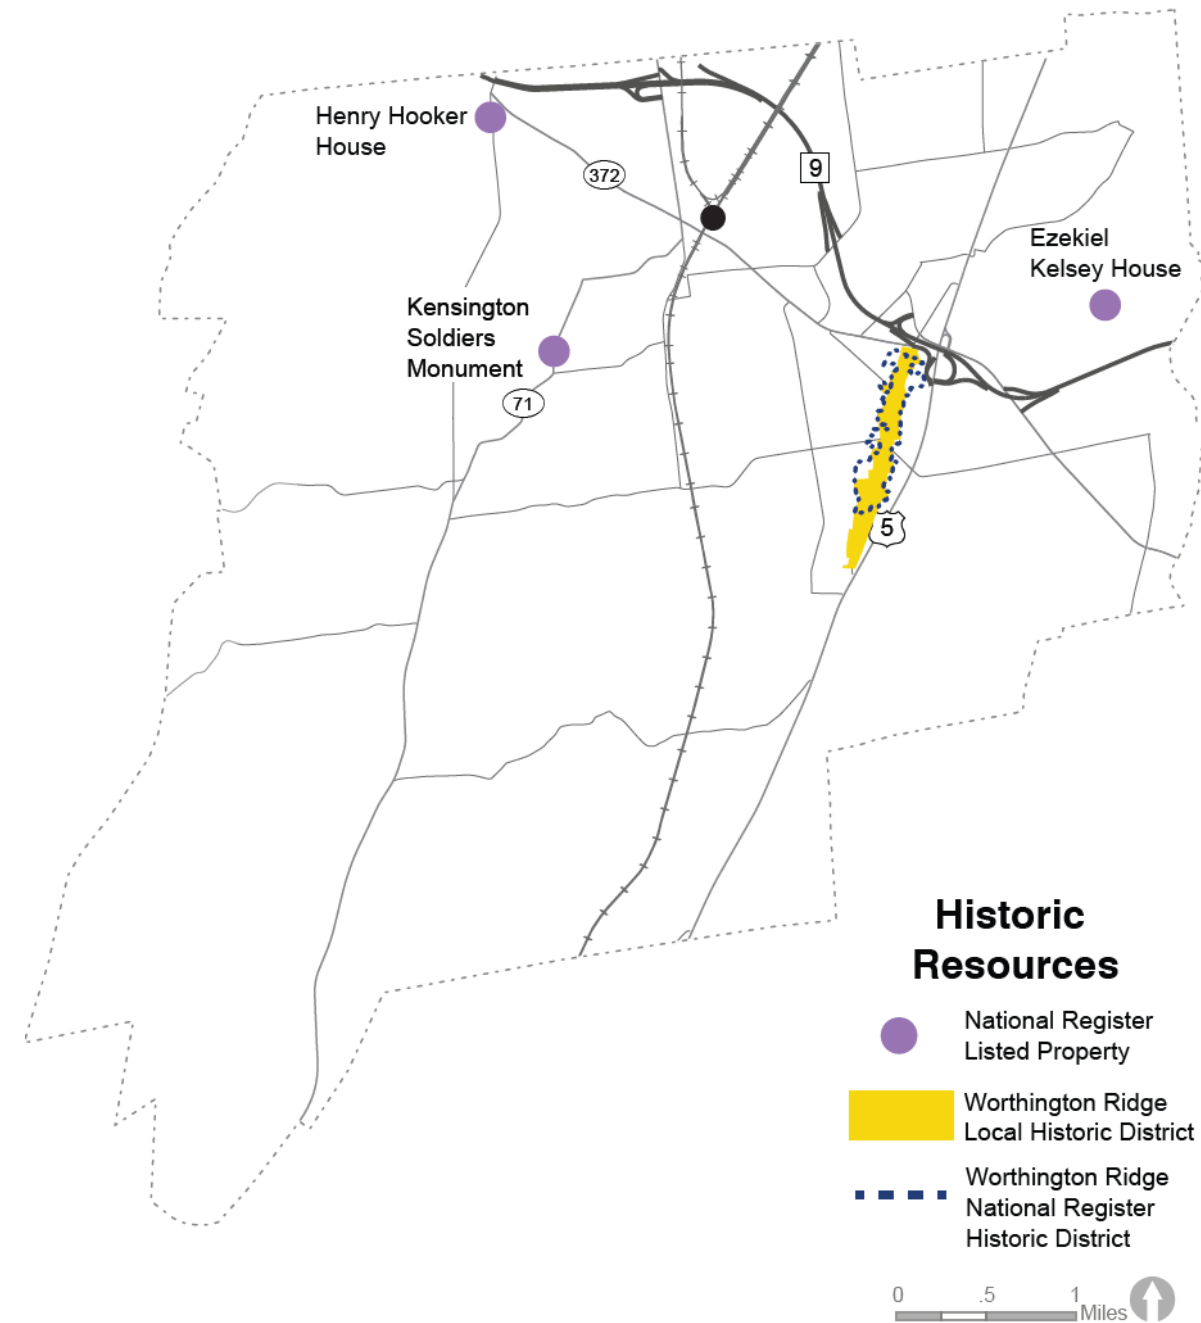 Henry Hooker
House
372
9
Ezekiel
Kelsey House
Kensington
Soldiers
Monument
71
5
Historic
Resources
National Register
Listed Property
Worthington Ridge
Local Historic District
Worthington Ridge
National Register
Historic District
0 .5 1
Miles